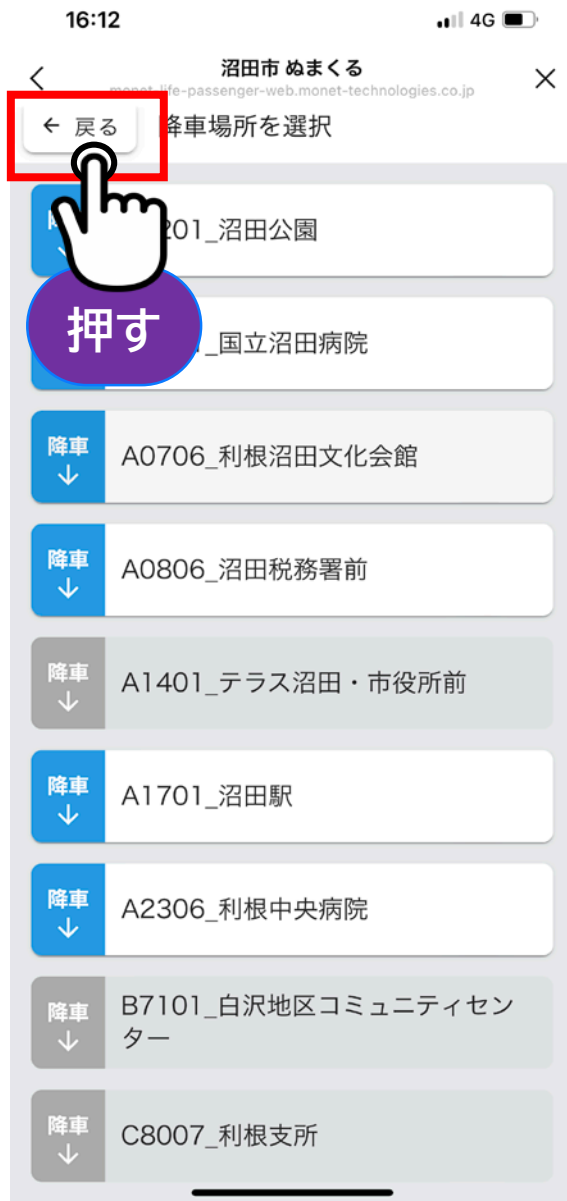 16:12
4G
沼田市 ぬまくる
monet-life-passenger-web.monet-technologies.co.jp
← 戻る
降車場所を選択
201_沼田公園
押す
_国立沼田病院
降車
A0706_利根沼田文化会館
降車
A0806_沼田税務署前
降車
A1401_テラス沼田・市役所前
降車
A1701_沼田駅
降車
A2306_利根中央病院
降車
B7101_白沢地区コミュニティセン
ター
降車
C8007_利根支所